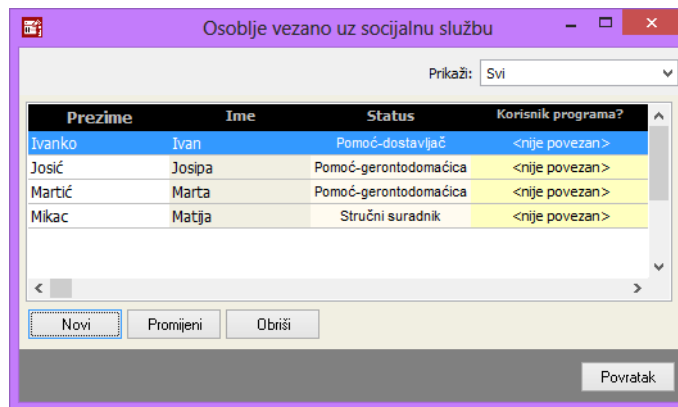 Osoblje vezano uz socijalnu službu
Prikaži: Svi
Prezime Ime Status Korisnik programa?
Ivanko Ivan Pomoć-dostavljač <nije povezan>
Josić Josipa Pomoć-gerontodomaćica <nije povezan>
Martić Marta Pomoć-gerontodomaćica <nije povezan>
Mikac Matija Stručni suradnik <nije povezan>
Novi Promijeni Obriši
Povratak